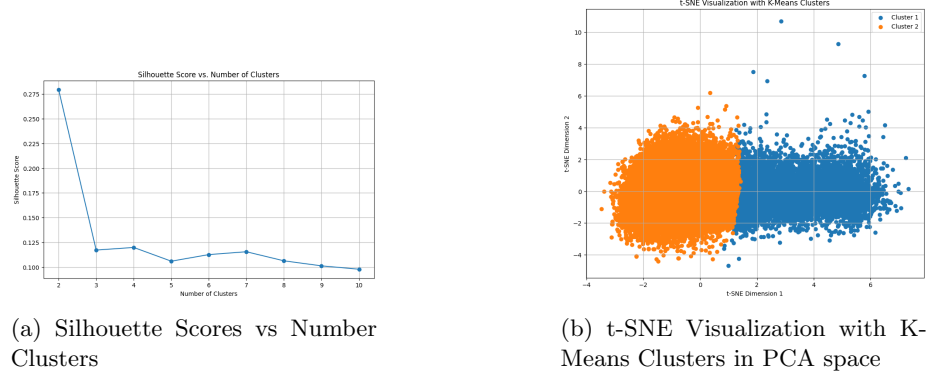 Silhouette Score vs. Number of Clusters
Silhouette Score
0.275
0.250
0.225
0.200
0.175
0.150
0.125
0.100
2 3 4 5 6 7 8 9 10
Number of Clusters
(a) Silhouette Scores vs Number
Clusters
t-SNE Visualization with K-Means Clusters
Cluster 1
Cluster 2
t-SNE Dimension 2
10
8
6
4
2
0
−2
−4
−4 −2 0 2 4 6
t-SNE Dimension 1
(b) t-SNE Visualization with K-
Means Clusters in PCA space